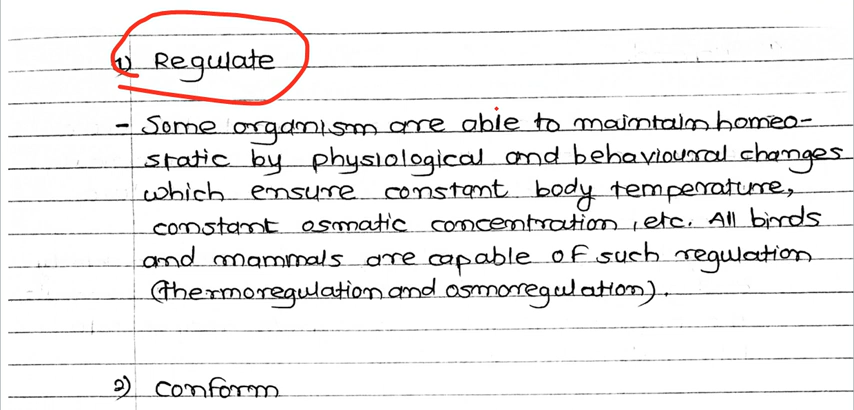 1) Regulate
- Some organism are able to maintain homeo-
static by physiological and behavioural changes
which ensure constant body temperature,
constant osmatic concentration, etc. All birds
and mammals are capable of such regulation
(Thermoregulation and osmoregulation).
2) conform